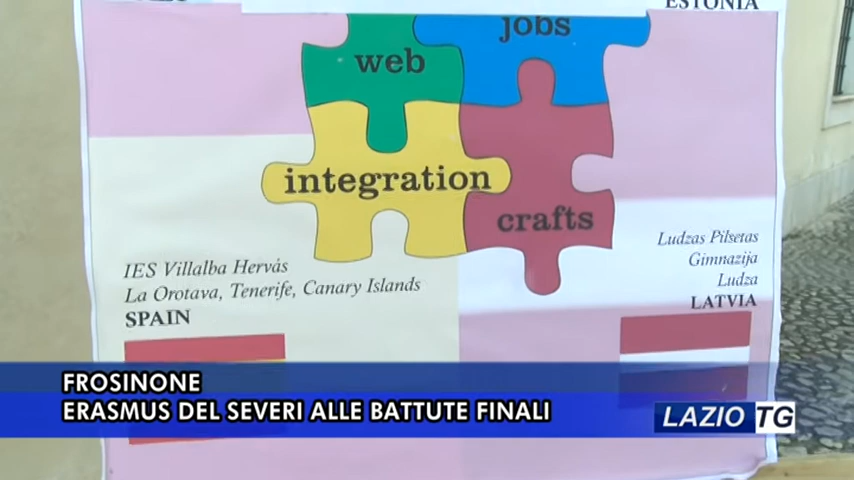 ESTONIA
jobs
web
integration
crafts
IES Villalba Hervás
La Orotava, Tenerife, Canary Islands
SPAIN
Ludzas Pilsetas
Gimnazija
Ludza
LATVIA
FROSINONE
ERASMUS DEL SEVERI ALLE BATTUTE FINALI
LAZIO TG